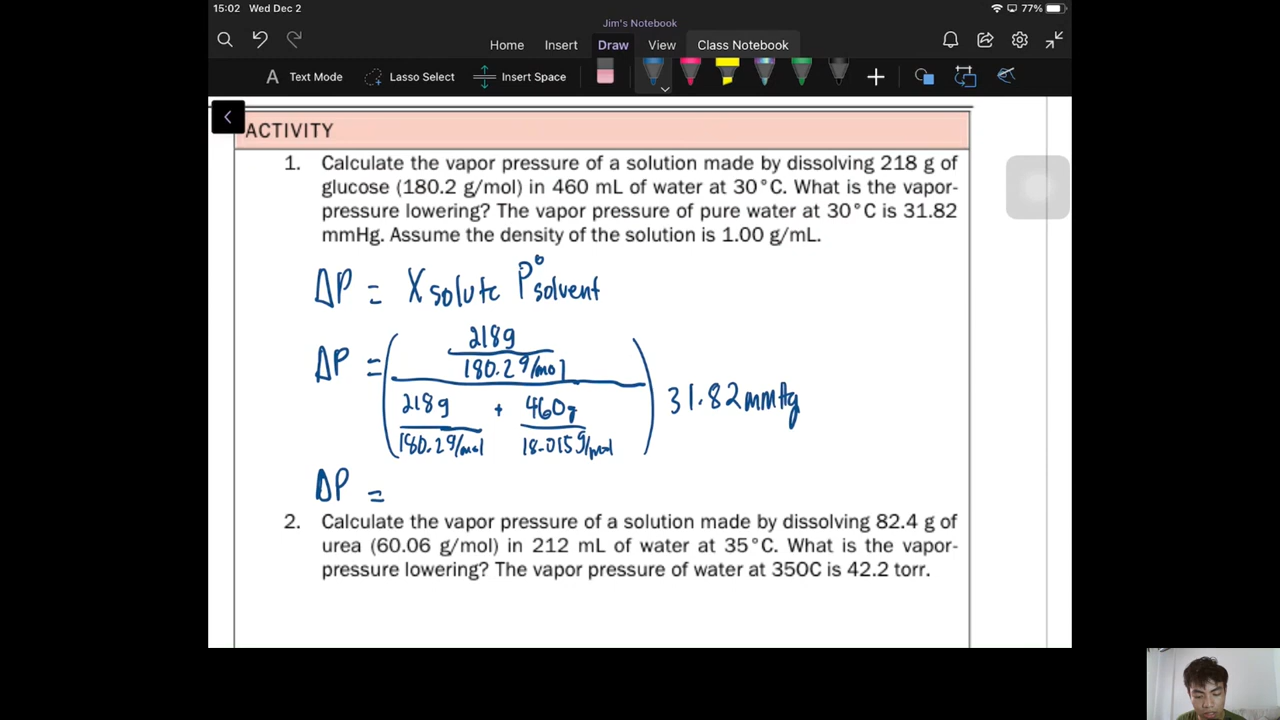 15:02 Wed Dec 2
77%
Jim's Notebook
Home Insert Draw View Class Notebook
Text Mode Lasso Select Insert Space
ACTIVITY
1. Calculate the vapor pressure of a solution made by dissolving 218 g of
glucose (180.2 g/mol) in 460 mL of water at 30°C. What is the vapor-
pressure lowering? The vapor pressure of pure water at 30°C is 31.82
mmHg. Assume the density of the solution is 1.00 g/mL.
ΔP = Xsolute P°solvent
218g
180.2g/mol
ΔP =
31.82mmHg
218g + 460g
180.2g/mol 18.015g/mol
ΔP =
2. Calculate the vapor pressure of a solution made by dissolving 82.4 g of
urea (60.06 g/mol) in 212 mL of water at 35°C. What is the vapor-
pressure lowering? The vapor pressure of water at 35OC is 42.2 torr.